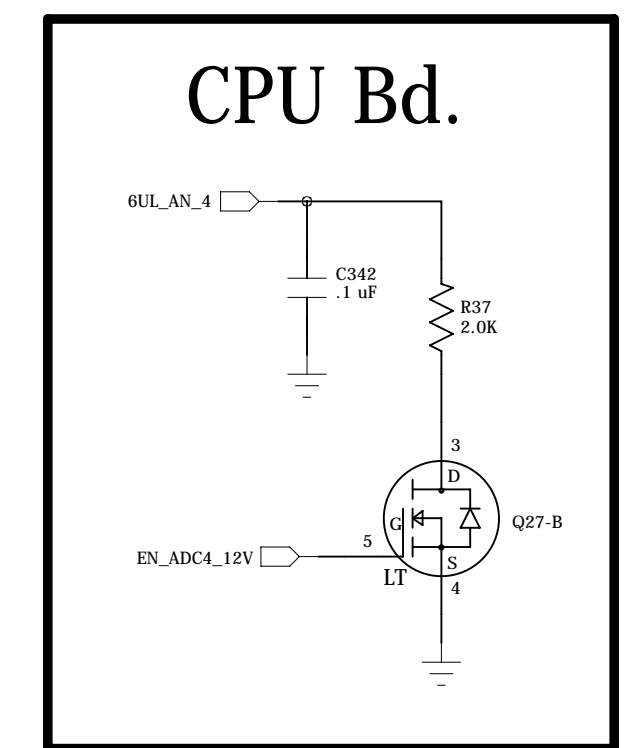 CPU Bd.
6UL_AN_4
C342
.1 uF
R37
2.0K
3
D
G
Q27-B
5
EN_ADC4_12V
S
LT
4